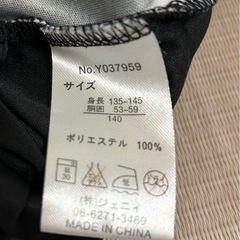 No.Y037959
サイズ
身長 135-145
胴囲 53-59
140
ポリエステル 100%
30
(株)ジェニィ
06-6271-3469
MADE IN CHINA